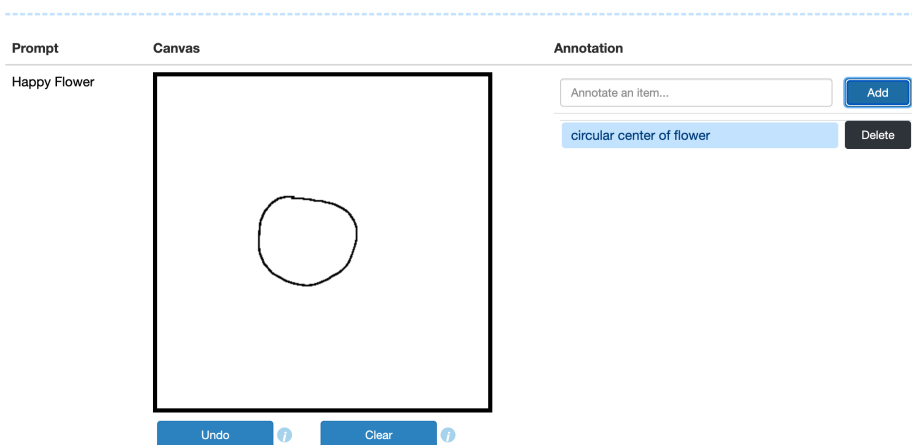 Prompt Canvas Annotation
Happy Flower
Annotate an item... Add
circular center of flower Delete
Undo i Clear i